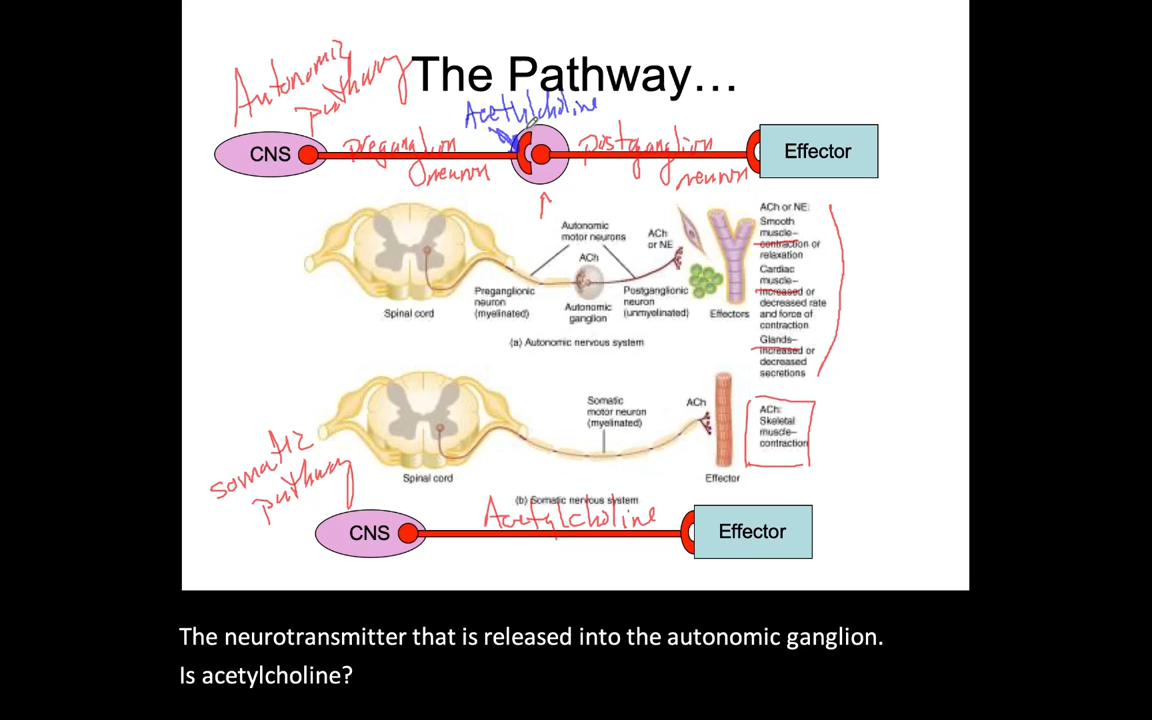 The Pathway...
Autonomic
pathway
Acetylcholine
CNS
preganglion
neuron
postganglion
neuron
Effector
Autonomic
motor neurons
ACh
ACh
or NE
Preganglionic
neuron
(myelinated)
Autonomic
ganglion
Postganglionic
neuron
(unmyelinated)
Spinal cord
Effectors
ACh or NE:
Smooth
muscle–
contraction or
relaxation
Cardiac
muscle–
increased or
decreased rate
and force of
contraction
Glands–
increased or
decreased
secretions
(a) Autonomic nervous system
Somatic
motor neuron
(myelinated)
ACh
ACh:
Skeletal
muscle–
contraction
Spinal cord
Effector
(b) Somatic nervous system
somatic
pathway
Acetylcholine
CNS
Effector
The neurotransmitter that is released into the autonomic ganglion.
Is acetylcholine?